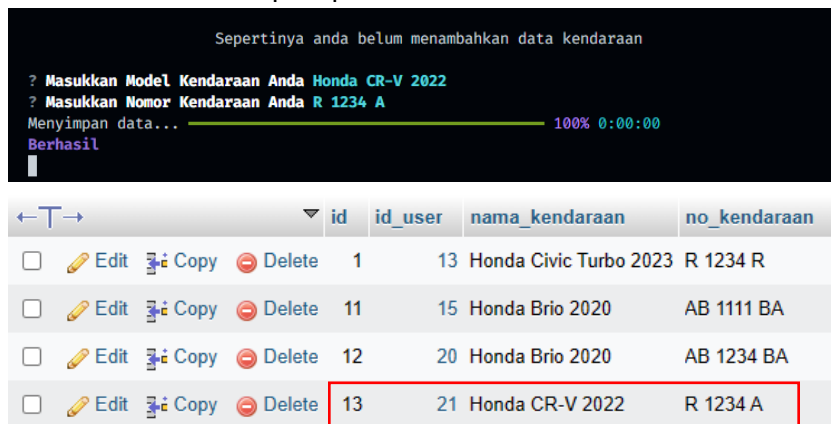 Sepertinya anda belum menambahkan data kendaraan
? Masukkan Model Kendaraan Anda Honda CR-V 2022
? Masukkan Nomor Kendaraan Anda R 1234 A
Menyimpan data... 100% 0:00:00
Berhasil
←T→ ▼ id id_user nama_kendaraan no_kendaraan
Edit Copy Delete 1 13 Honda Civic Turbo 2023 R 1234 R
Edit Copy Delete 11 15 Honda Brio 2020 AB 1111 BA
Edit Copy Delete 12 20 Honda Brio 2020 AB 1234 BA
Edit Copy Delete 13 21 Honda CR-V 2022 R 1234 A